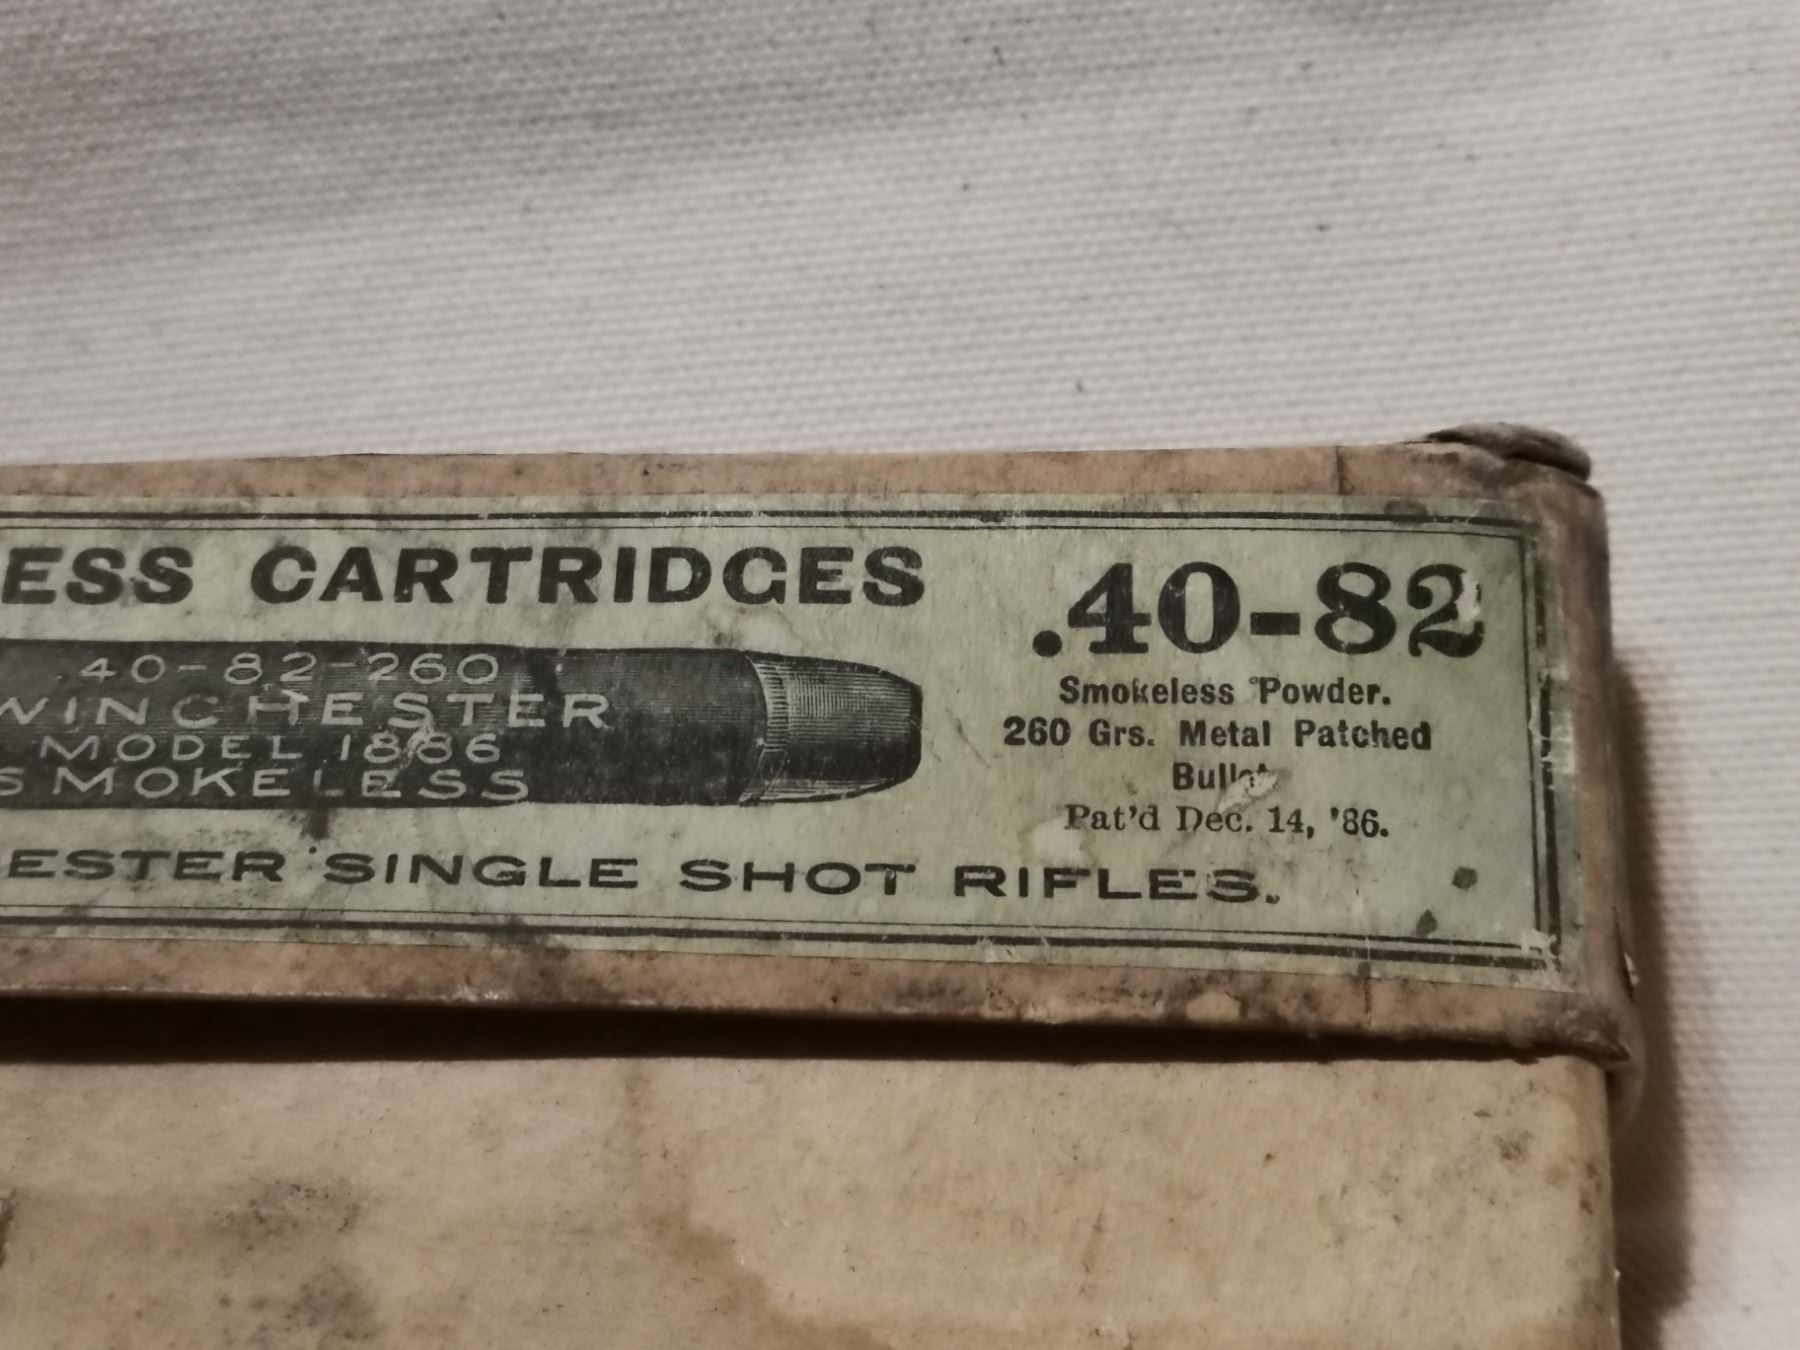 ESS CARTRIDGES
.40-82
.40-82-260
WINCHESTER
MODEL 1886
SMOKELESS
Smokeless Powder.
260 Grs. Metal Patched
Bullet
Pat'd Dec. 14, '86.
ESTER SINGLE SHOT RIFLES.